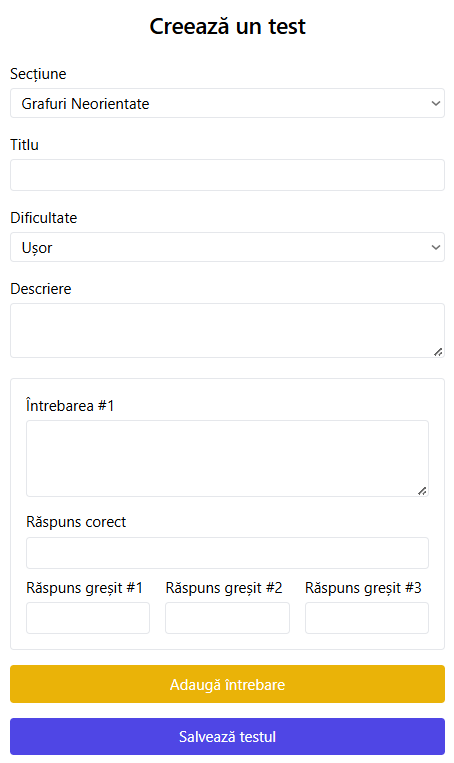 Creează un test
Secțiune
Grafuri Neorientate
Titlu
Dificultate
Ușor
Descriere
Întrebarea #1
Răspuns corect
Răspuns greșit #1 Răspuns greșit #2 Răspuns greșit #3
Adaugă întrebare
Salvează testul